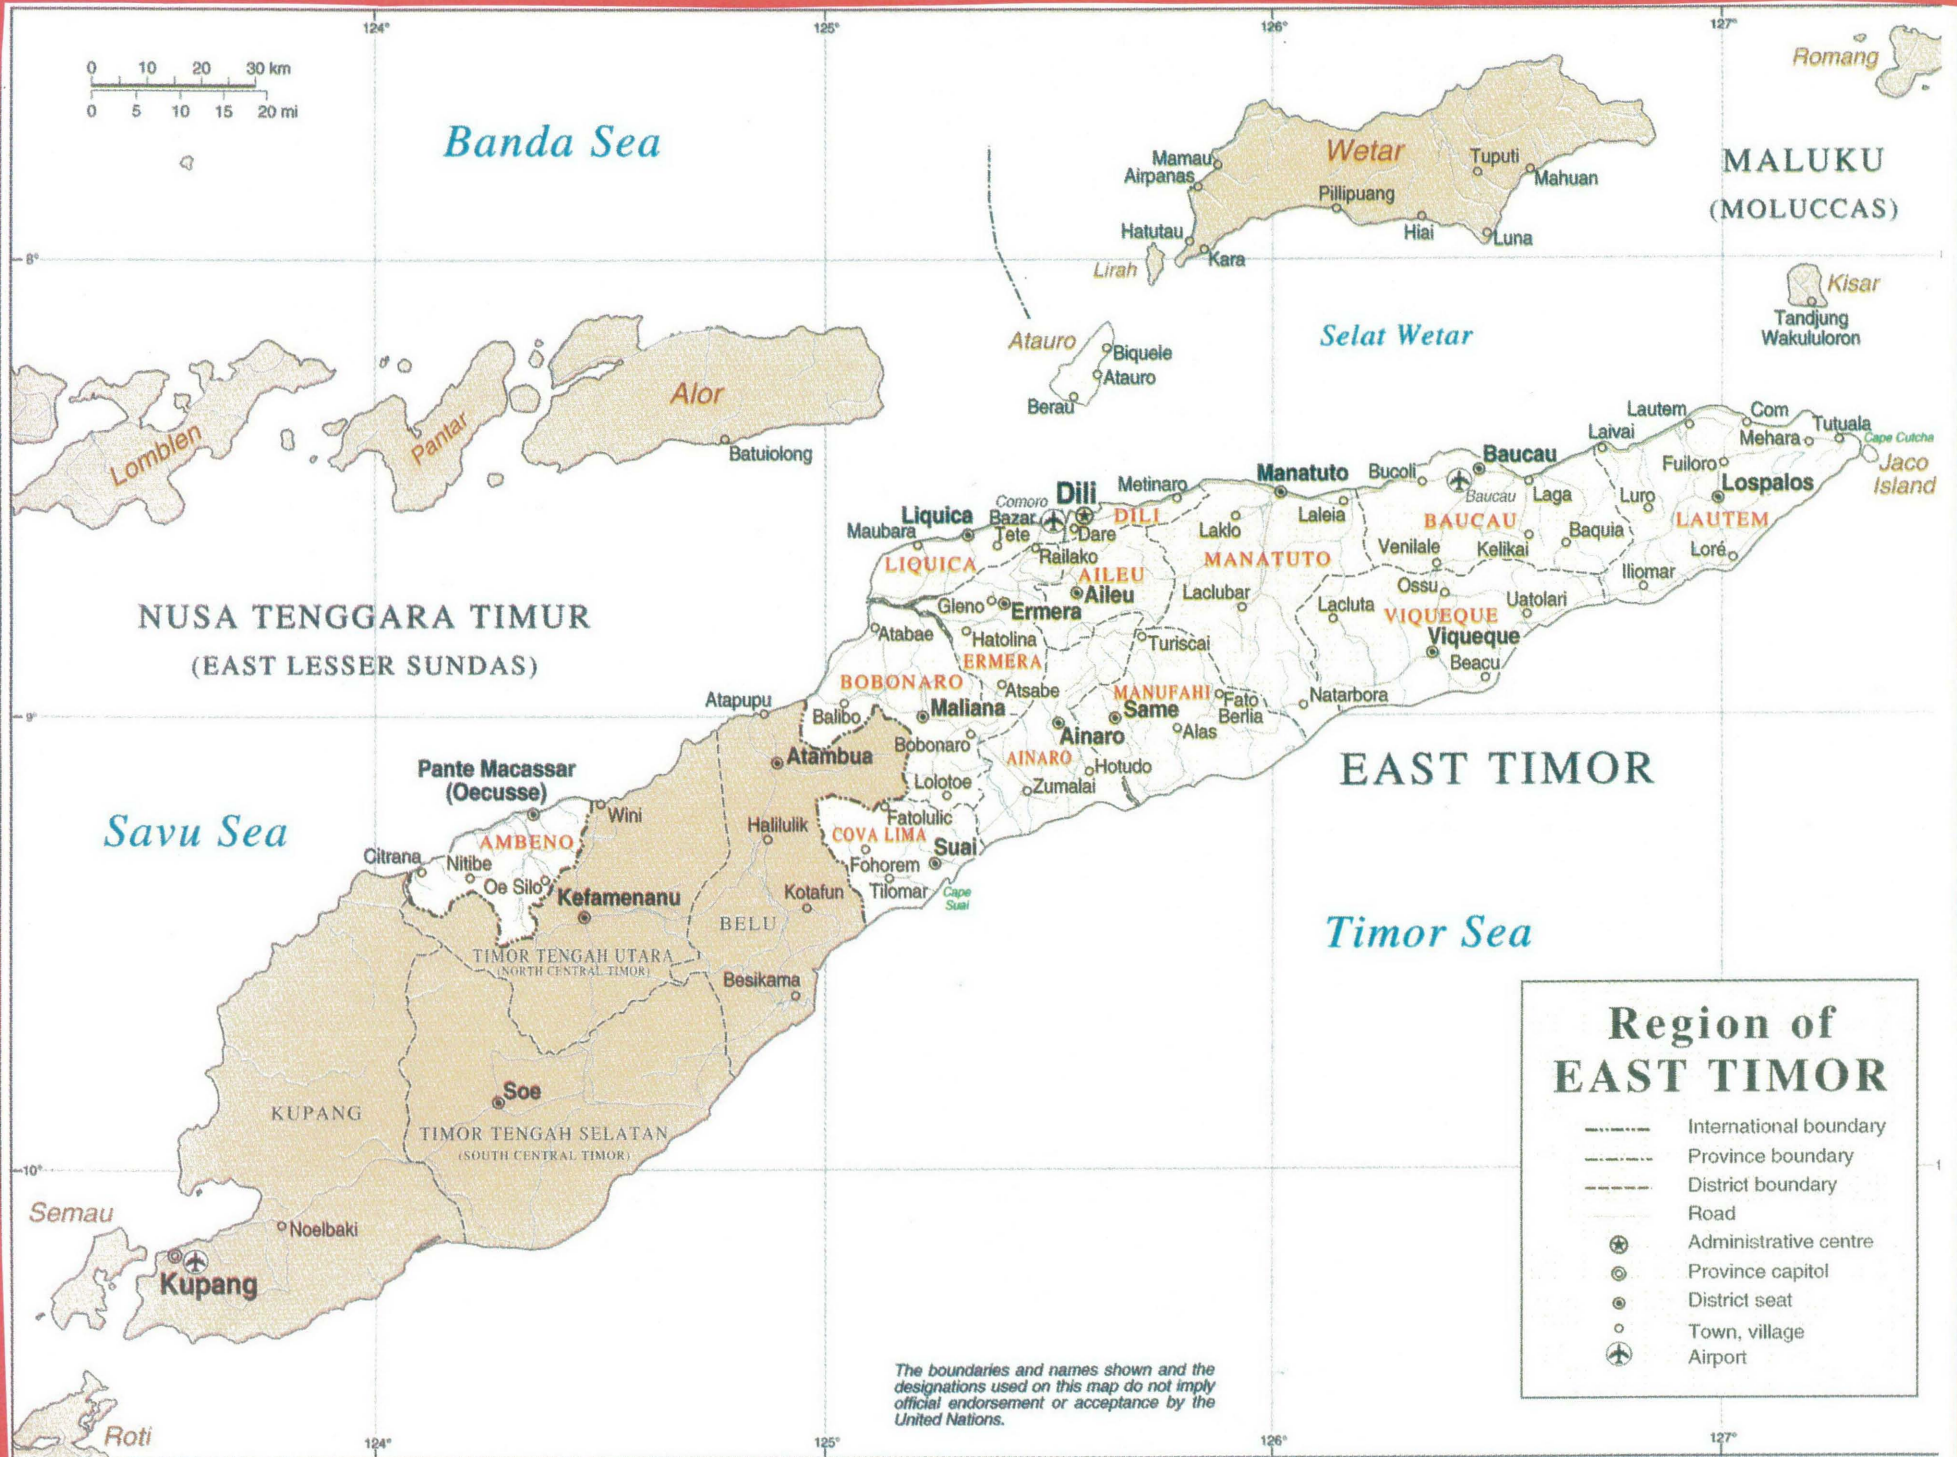 124°
125°
126°
127°
0 10 20 30 km
0 5 10 15 20 mi
Romang
Banda Sea
Wetar
Mamau
Airpanas
Tuputi
Mahuan
Pillipuang
MALUKU
(MOLUCCAS)
Hatutau
Kara
Hiai
Luna
8°
Lirah
Kisar
Tandjung
Wakululoron
Selat Wetar
Atauro
Biquele
Atauro
Berau
Alor
Pantar
Lomblen
Batuiolong
Lautem
Com
Tutuala
Mehara
Cape Cutcha
Jaco
Island
Laivai
Fuiloro
Lospalos
Luro
LAUTEM
Loré
Iliomar
Baucau
Bucoli
Baucau
Laga
BAUCAU
Baquia
Venilale
Kelikai
Manatuto
Metinaro
Laleia
Laklo
MANATUTO
Laclubar
Dili
Comoro
Bazar
Tete
DILI
Dare
Railako
Liquica
Maubara
LIQUICA
AILEU
Aileu
Gleno
Ermera
Hatolina
ERMERA
Atsabe
Atabae
Ossu
Uatolari
Lacluta
VIQUEQUE
Viqueque
Beacu
Turiscai
Natarbora
MANUFAHI
Same
Fato
Berlia
Alas
NUSA TENGGARA TIMUR
(EAST LESSER SUNDAS)
BOBONARO
Maliana
Balibo
Bobonaro
Lolotoe
Ainaro
AINARO
Hotudo
Zumalai
9°
Atapupu
Atambua
EAST TIMOR
Pante Macassar
(Oecusse)
Wini
AMBENO
Citrana
Nitibe
Oe Silo
Kefamenanu
Savu Sea
Halilulik
Fatolulic
COVA LIMA
Suai
Fohorem
Tilomar
Cape
Suai
Kotafun
BELU
TIMOR TENGAH UTARA
(NORTH CENTRAL TIMOR)
Besikama
Timor Sea
KUPANG
Soe
TIMOR TENGAH SELATAN
(SOUTH CENTRAL TIMOR)
10°
1
Semau
Noelbaki
Kupang
Roti
Region of
EAST TIMOR
International boundary
Province boundary
District boundary
Road
Administrative centre
Province capitol
District seat
Town, village
Airport
The boundaries and names shown and the
designations used on this map do not imply
official endorsement or acceptance by the
United Nations.
124°
125°
126°
127°